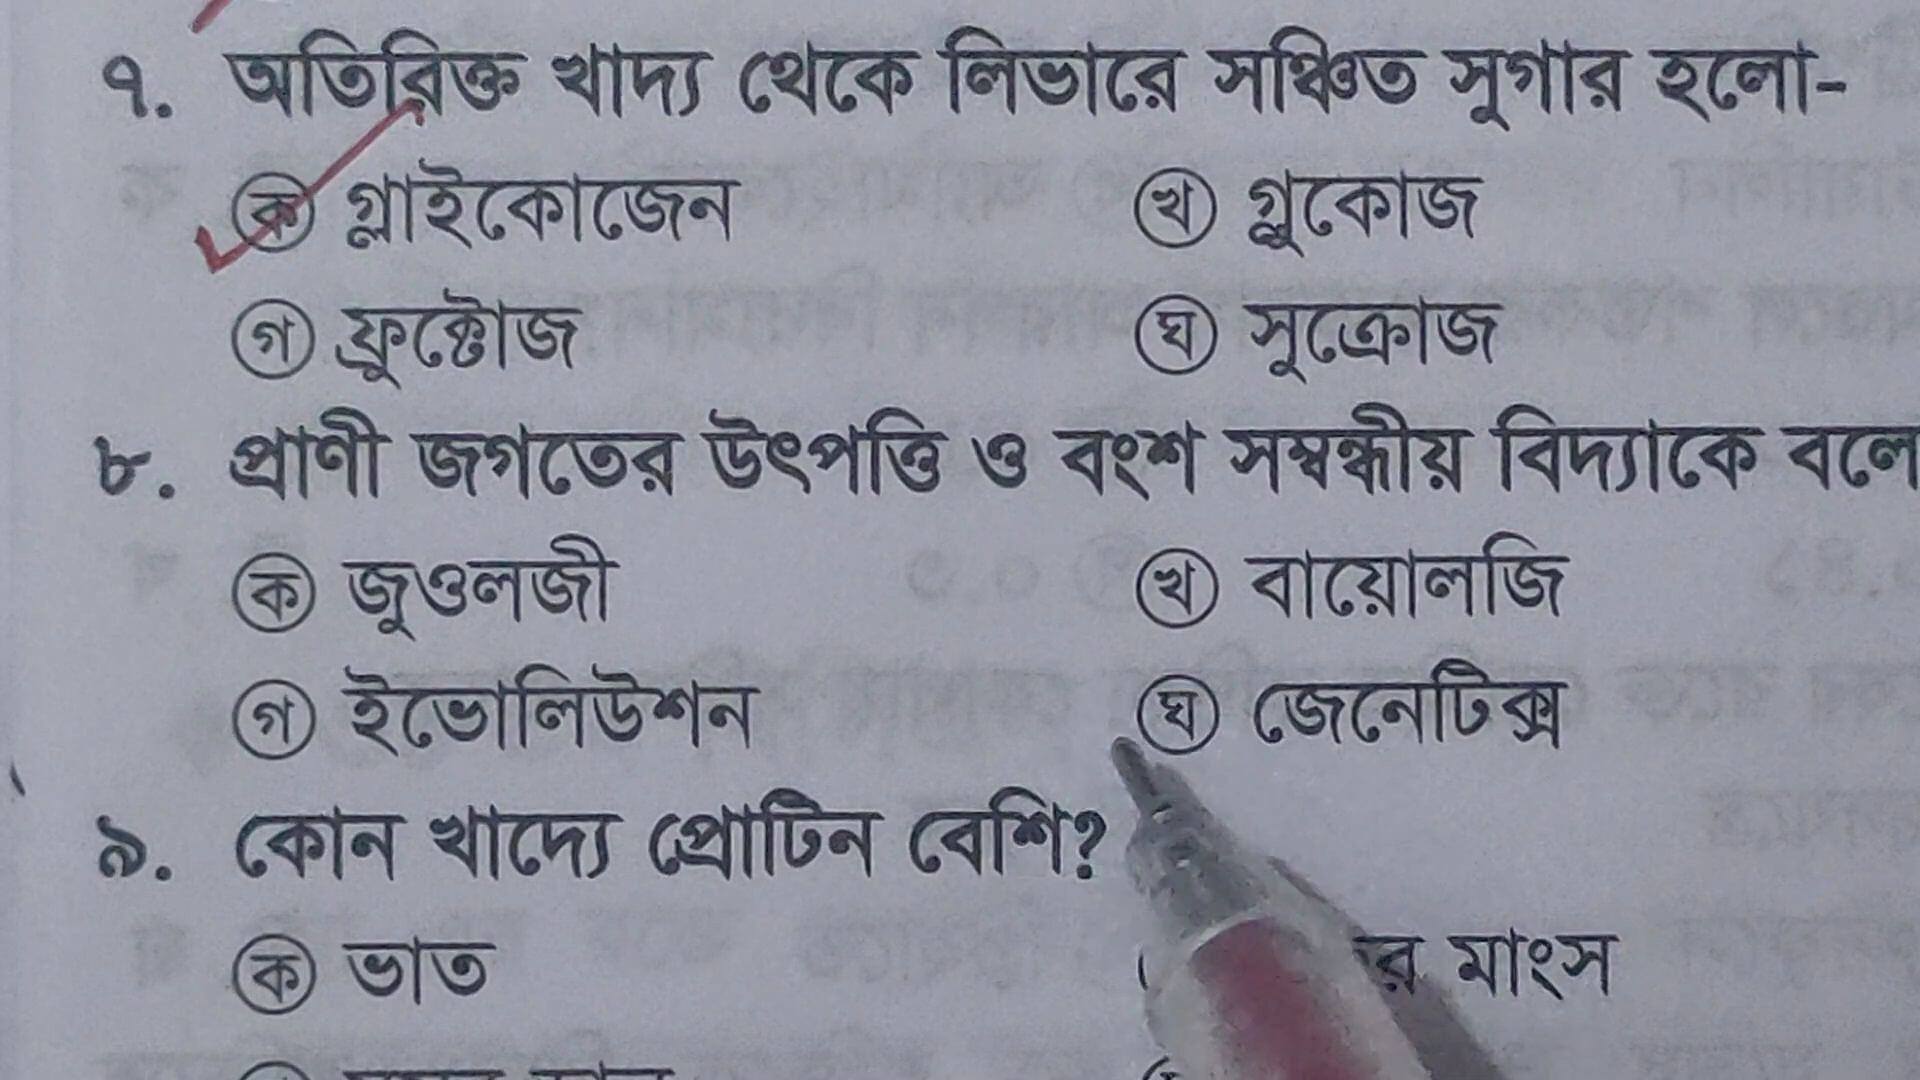 ৭. অতিরিক্ত খাদ্য থেকে লিভারে সঞ্চিত সুগার হলো-
ক গ্লাইকোজেন খ গ্লুকোজ
গ ফ্রুক্টোজ ঘ সুক্রোজ
৮. প্রাণী জগতের উৎপত্তি ও বংশ সম্বন্ধীয় বিদ্যাকে বলে
ক জুওলজী খ বায়োলজি
গ ইভোলিউশন ঘ জেনেটিক্স
৯. কোন খাদ্যে প্রোটিন বেশি?
ক ভাত মাংস